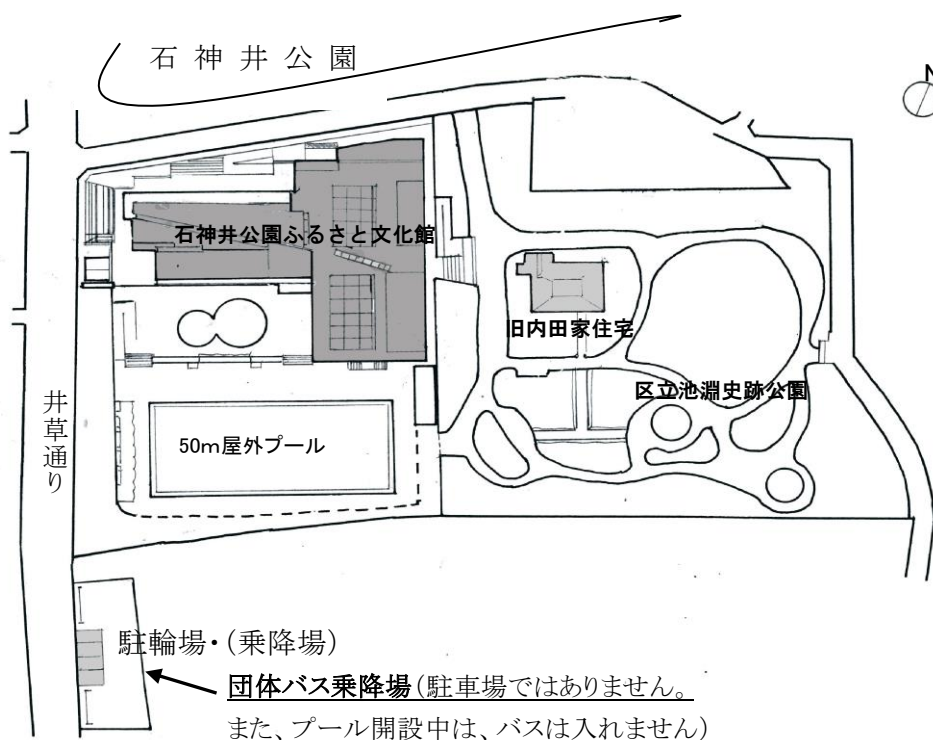 石神井公園
N
石神井公園ふるさと文化館
旧内田家住宅
区立池淵史跡公園
井草通り
50m屋外プール
駐輪場・(乗降場)
団体バス乗降場(駐車場ではありません。
また、プール開設中は、バスは入れません)